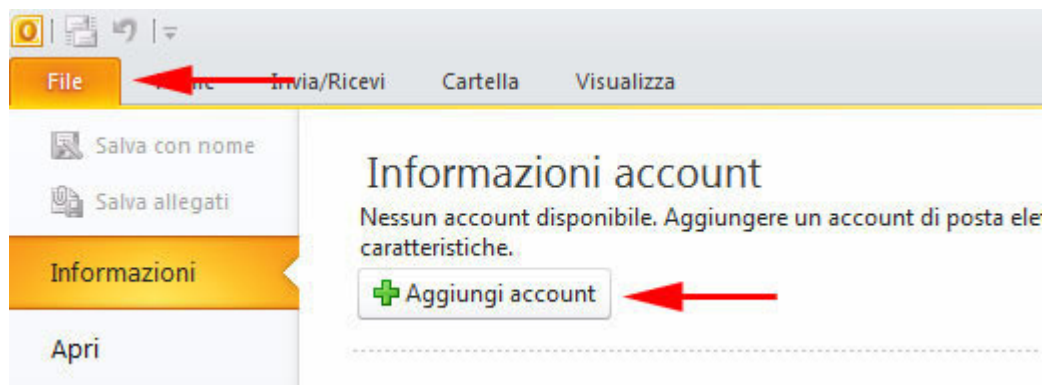 File Invia/Ricevi Cartella Visualizza
Salva con nome
Salva allegati
Informazioni
Apri
Informazioni account
Nessun account disponibile. Aggiungere un account di posta ele
caratteristiche.
Aggiungi account